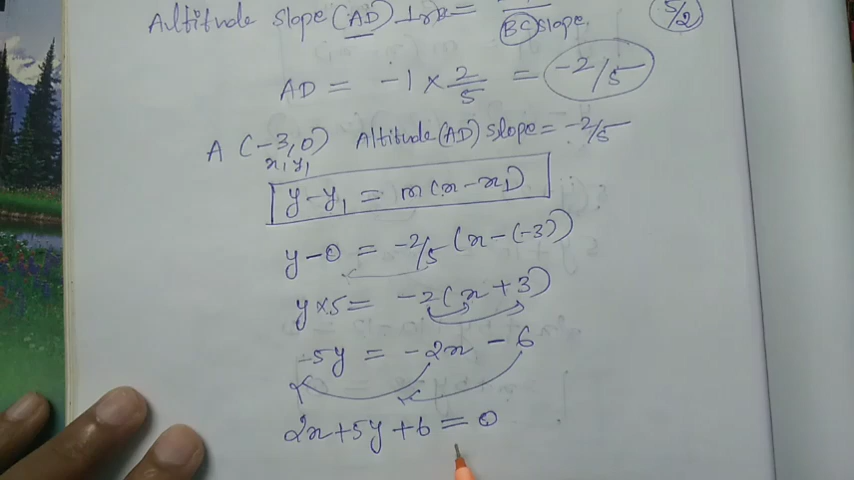 Altitude slope (AD) ⊥lar = BC slope 5/2
AD = -1 × 2/5 = -2/5
A (-3,0) Altitude (AD) slope = -2/5
x₁ y₁
y-y₁ = m(x-x₁)
y-0 = -2/5 (x-(-3))
y×5 = -2(x+3)
5y = -2x - 6
2x+5y+6=0